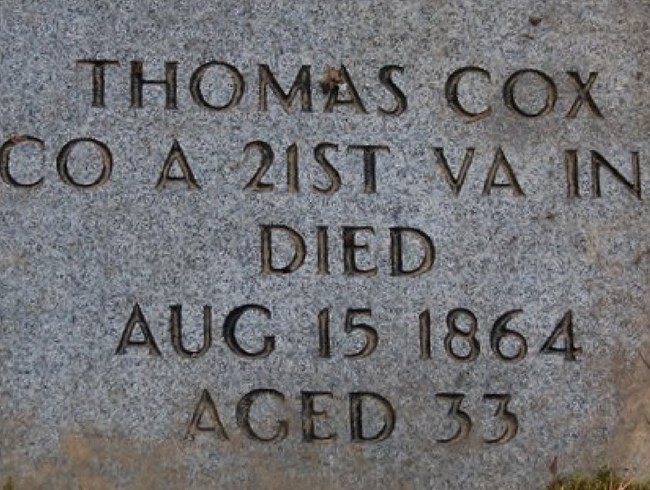 THOMAS COX
CO A 21ST VA IN
DIED
AUG 15 1864
AGED 33